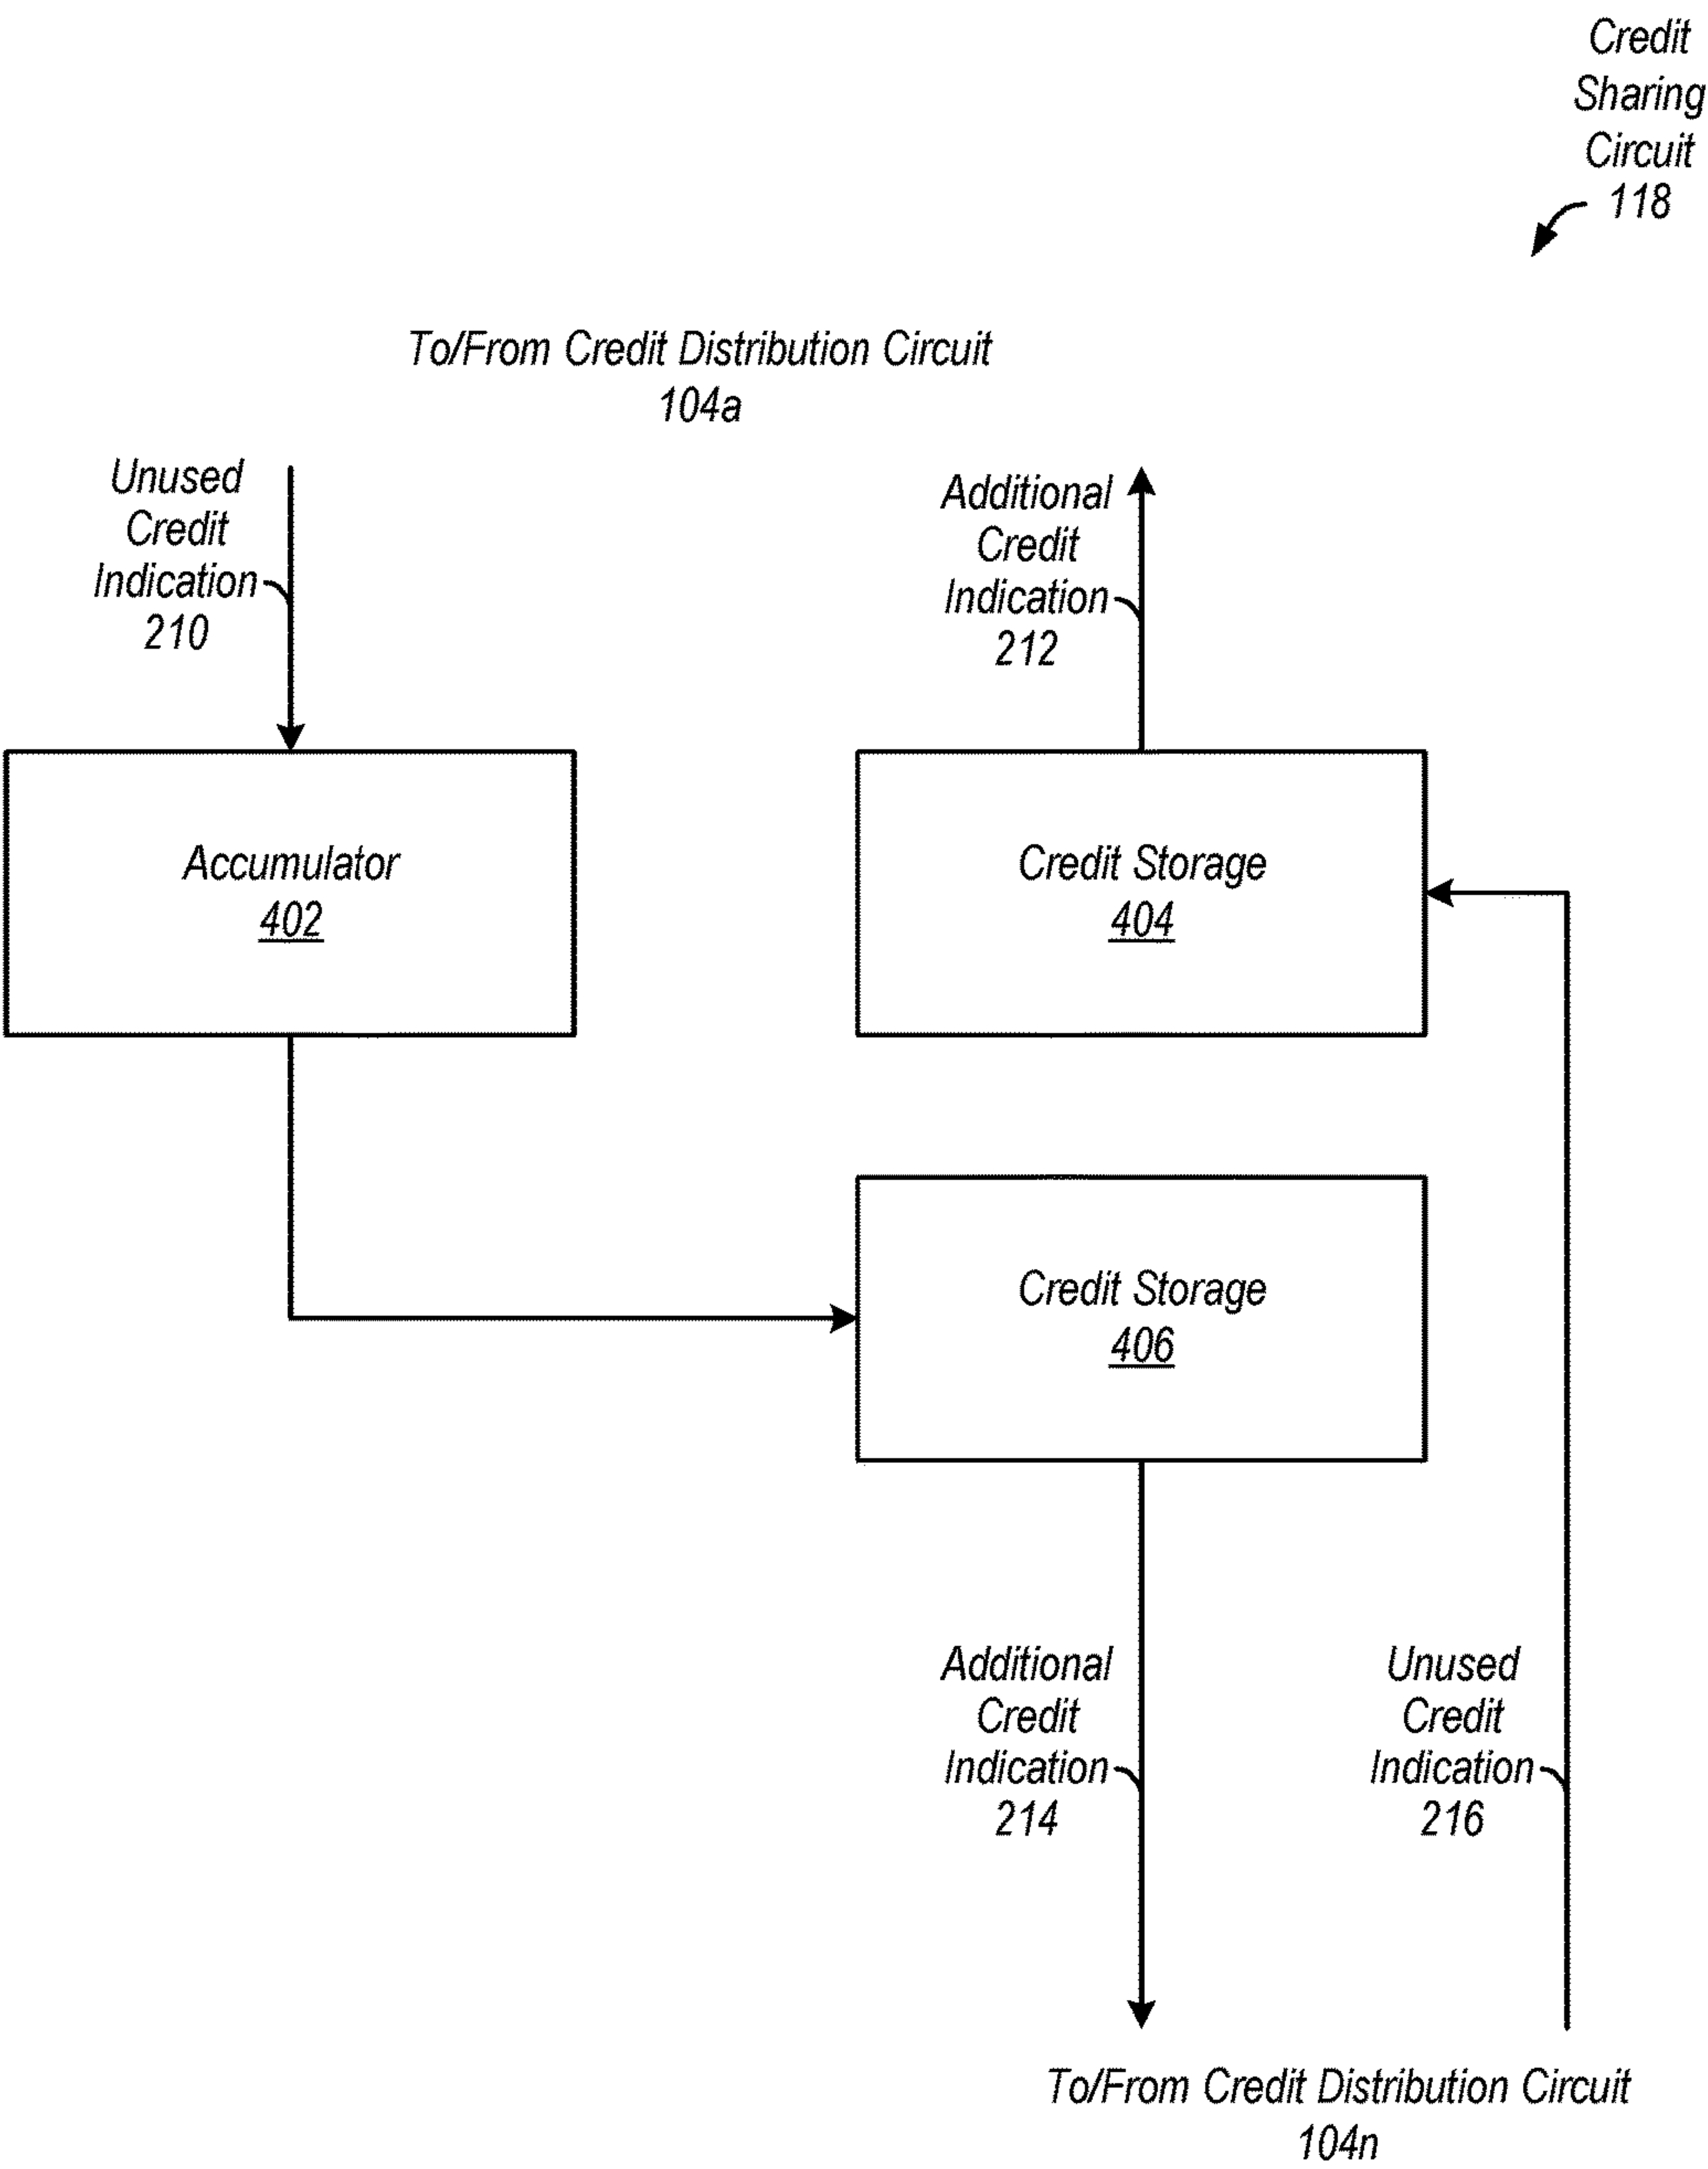 Credit
Sharing
Circuit
118
To/From Credit Distribution Circuit
104a
Unused
Credit
Indication
210
Additional
Credit
Indication
212
Accumulator
402
Credit Storage
404
Credit Storage
406
Additional
Credit
Indication
214
Unused
Credit
Indication
216
To/From Credit Distribution Circuit
104n